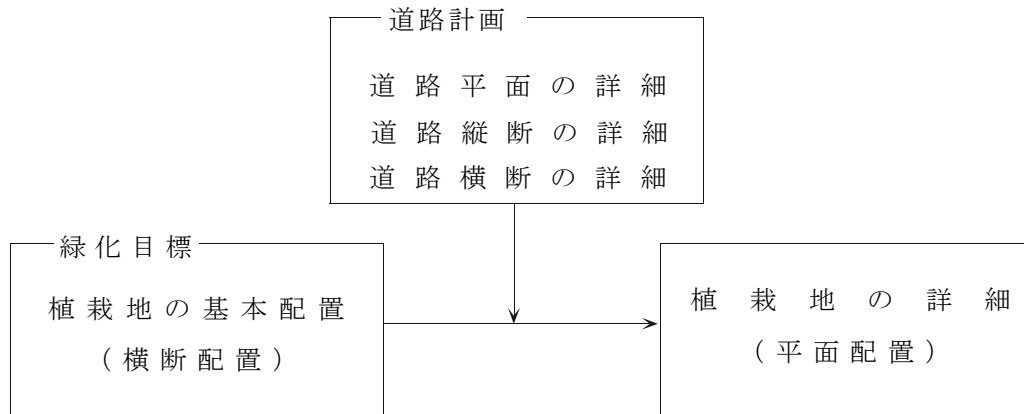 道路計画
道路平面の詳細
道路縦断の詳細
道路横断の詳細
緑化目標
植栽地の基本配置
（横断配置）
植栽地の詳細
（平面配置）